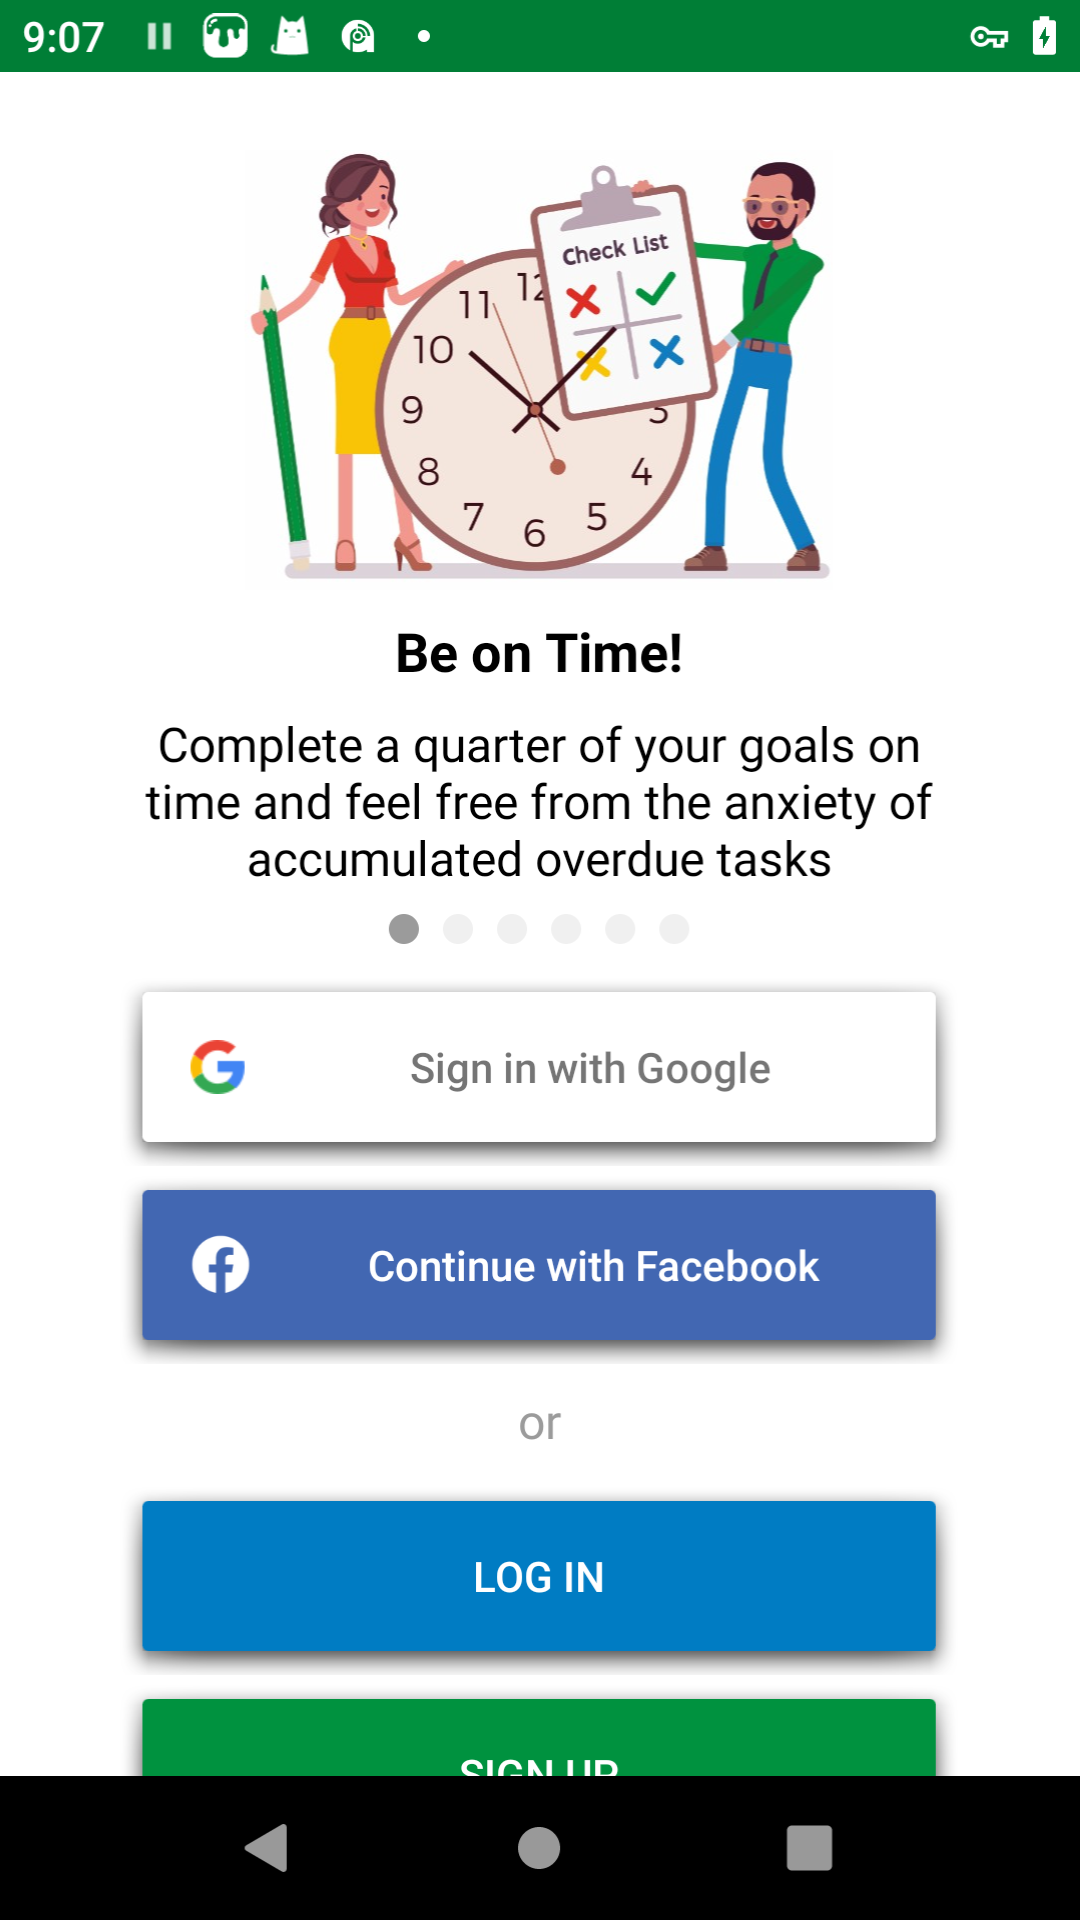 9:07
Check List
12
11
10
9
8
7
6
5
4
3
Be on Time!
Complete a quarter of your goals on
time and feel free from the anxiety of
accumulated overdue tasks
Sign in with Google
Continue with Facebook
or
LOG IN
SIGN UP